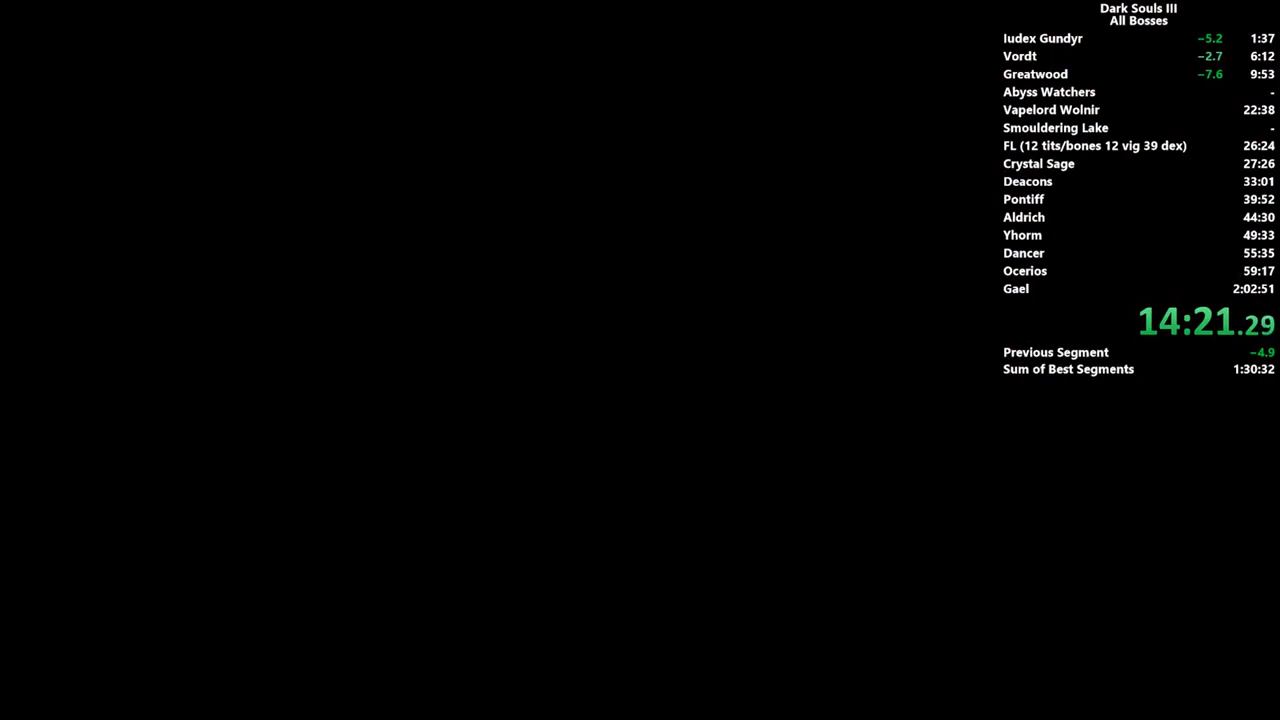 Dark Souls III
All Bosses
Iudex Gundyr −5.2 1:37
Vordt −2.7 6:12
Greatwood −7.6 9:53
Abyss Watchers -
Vapelord Wolnir 22:38
Smouldering Lake -
FL (12 tits/bones 12 vig 39 dex) 26:24
Crystal Sage 27:26
Deacons 33:01
Pontiff 39:52
Aldrich 44:30
Yhorm 49:33
Dancer 55:35
Ocerios 59:17
Gael 2:02:51
14:21.29
Previous Segment −4.9
Sum of Best Segments 1:30:32